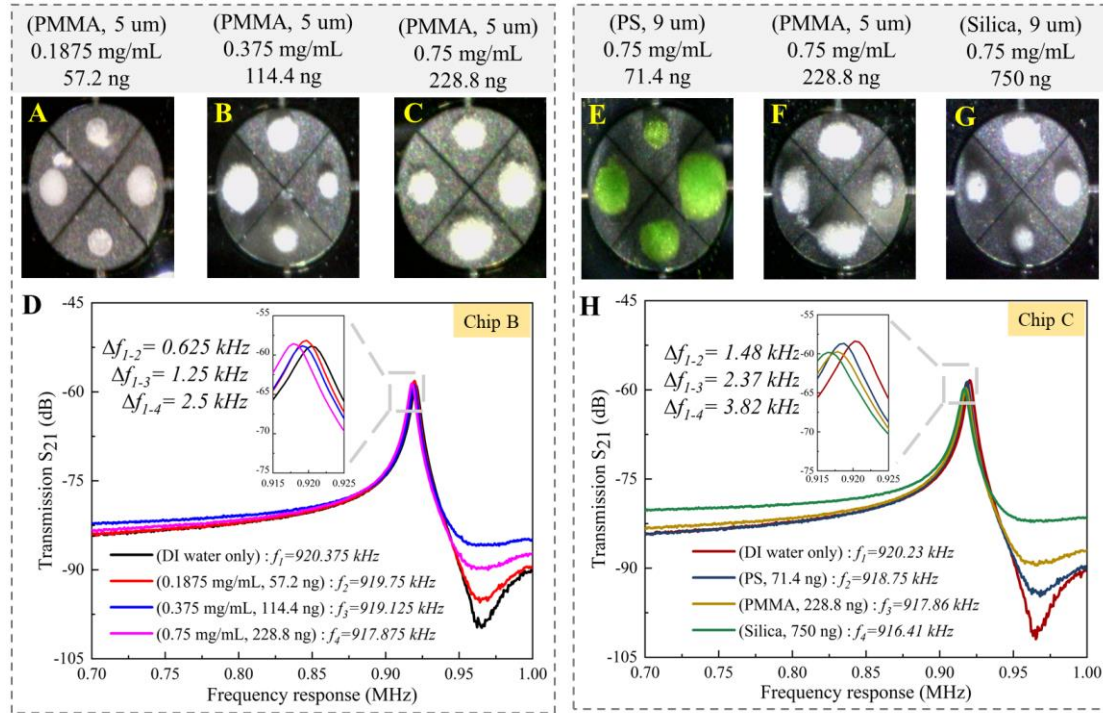 (PMMA, 5 um)
0.1875 mg/mL
57.2 ng
(PMMA, 5 um)
0.375 mg/mL
114.4 ng
(PMMA, 5 um)
0.75 mg/mL
228.8 ng
(PS, 9 um)
0.75 mg/mL
71.4 ng
(PMMA, 5 um)
0.75 mg/mL
228.8 ng
(Silica, 9 um)
0.75 mg/mL
750 ng
A
B
C
E
F
G
D
Chip B
Δf1-2 = 0.625 kHz
Δf1-3 = 1.25 kHz
Δf1-4 = 2.5 kHz
-55
-60
-65
-70
-75
0.915 0.920 0.925
-45
-60
-75
-90
-105
Transmission S21 (dB)
(DI water only) : f1=920.375 kHz
(0.1875 mg/mL, 57.2 ng) : f2=919.75 kHz
(0.375 mg/mL, 114.4 ng) : f3=919.125 kHz
(0.75 mg/mL, 228.8 ng) : f4=917.875 kHz
0.70 0.75 0.80 0.85 0.90 0.95 1.00
Frequency response (MHz)
H
Chip C
Δf1-2 = 1.48 kHz
Δf1-3 = 2.37 kHz
Δf1-4 = 3.82 kHz
-55
-60
-65
-70
-75
0.915 0.920 0.925
-45
-60
-75
-90
-105
Transmission S21 (dB)
(DI water only) : f1=920.23 kHz
(PS, 71.4 ng) : f2=918.75 kHz
(PMMA, 228.8 ng) : f3=917.86 kHz
(Silica, 750 ng) : f4=916.41 kHz
0.70 0.75 0.80 0.85 0.90 0.95 1.00
Frequency response (MHz)